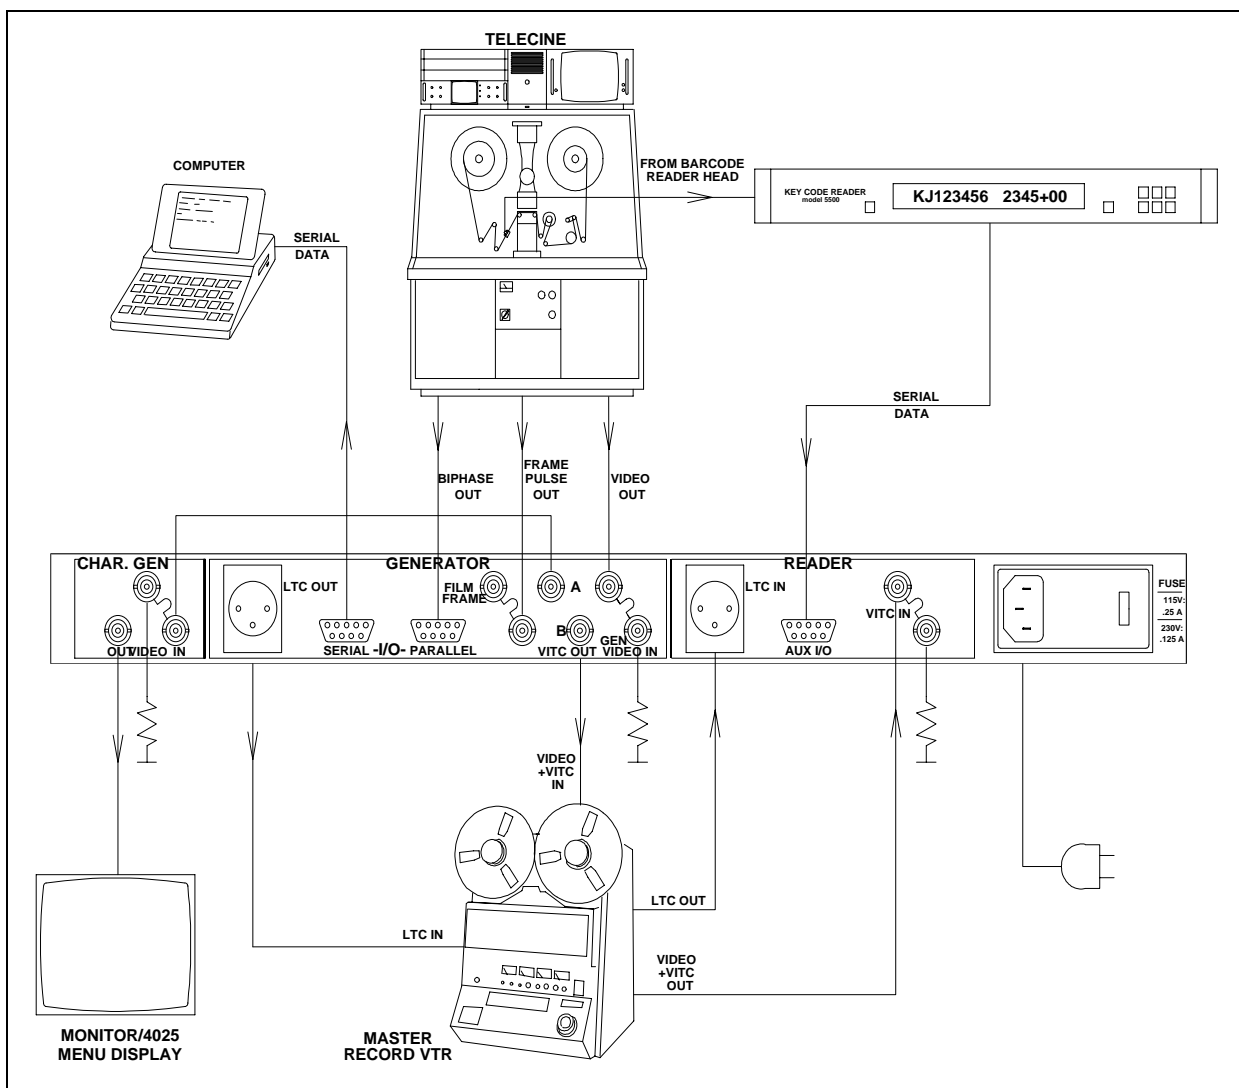 TELECINE
COMPUTER
FROM BARCODE
READER HEAD
KEY CODE READER
model 5500
KJ123456 2345+00
SERIAL
DATA
SERIAL
DATA
BIPHASE
OUT
FRAME
PULSE
OUT
VIDEO
OUT
CHAR. GEN
GENERATOR
READER
LTC OUT
FILM
FRAME
A
LTC IN
VITC IN
FUSE
115V:
.25 A
230V:
.125 A
B
GEN
OUT VIDEO IN
SERIAL -I/O- PARALLEL
VITC OUT
VIDEO IN
AUX I/O
VIDEO
+VITC
IN
LTC OUT
LTC IN
VIDEO
+VITC
OUT
MONITOR/4025
MENU DISPLAY
MASTER
RECORD VTR